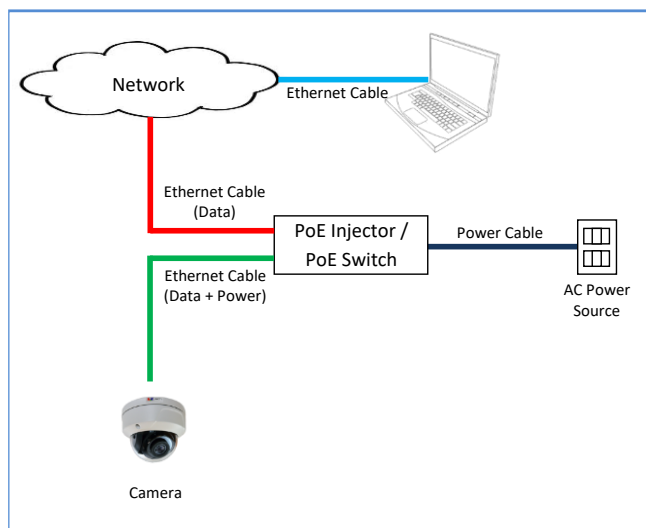 Network
Ethernet Cable
Ethernet Cable
(Data)
PoE Injector /
PoE Switch
Power Cable
Ethernet Cable
(Data + Power)
AC Power
Source
Camera